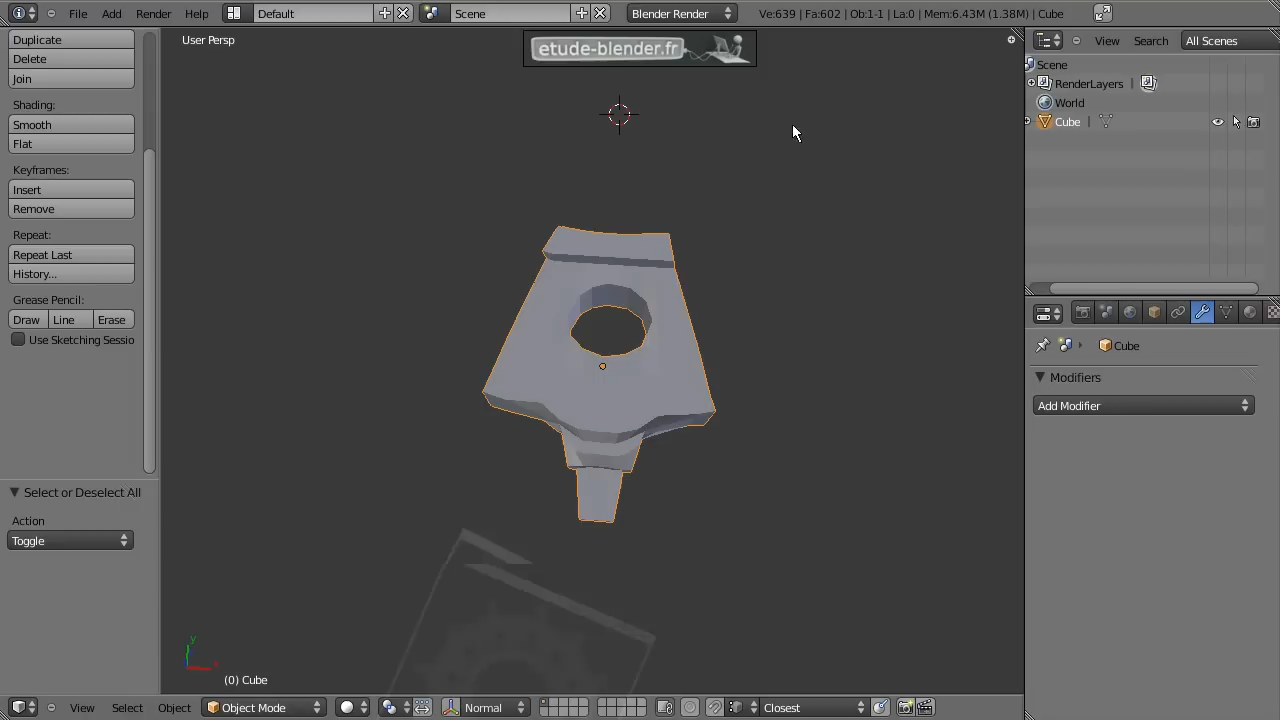 File Add Render Help Default Scene Blender Render Ve:639 | Fa:602 | Ob:1-1 | La:0 | Mem:6.43M (1.38M) | Cube
Duplicate
Delete
Join
Shading:
Smooth
Flat
Keyframes:
Insert
Remove
Repeat:
Repeat Last
History...
Grease Pencil:
Draw Line Erase
Use Sketching Sessio
Select or Deselect All
Action
Toggle
User Persp
etude-blender.fr
y
x
(0) Cube
View Select Object Object Mode Normal Closest
View Search All Scenes
Scene
RenderLayers |
World
Cube |
Cube
Modifiers
Add Modifier